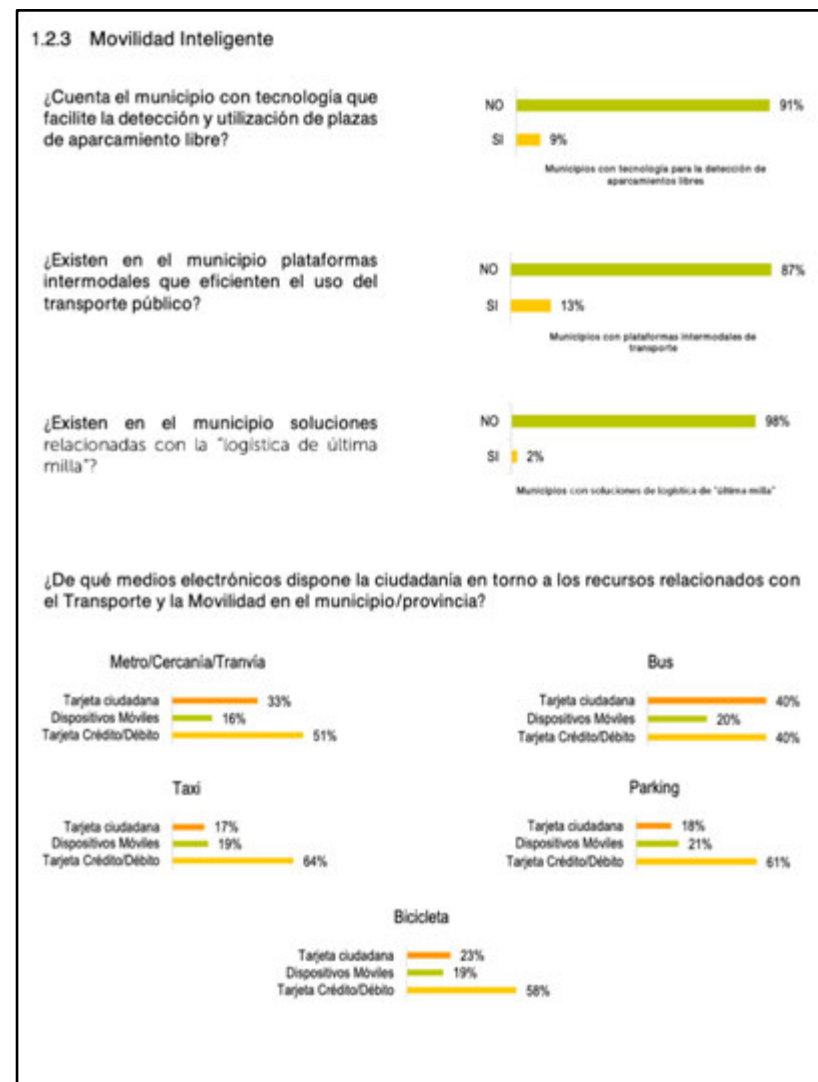 1.2.3 Movilidad Inteligente
¿Cuenta el municipio con tecnología que
facilite la detección y utilización de plazas
de aparcamiento libre?
NO 91%
SI 9%
Municipios con tecnología para la detección de
aparcamientos libres
¿Existen en el municipio plataformas
intermodales que eficienten el uso del
transporte público?
NO 87%
SI 13%
Municipios con plataformas intermodales de
transporte
¿Existen en el municipio soluciones
relacionadas con la "logística de última
milla"?
NO 98%
SI 2%
Municipios con soluciones de logística de "última milla"
¿De qué medios electrónicos dispone la ciudadanía en torno a los recursos relacionados con
el Transporte y la Movilidad en el municipio/provincia?
Metro/Cercanía/Tranvía
Tarjeta ciudadana 33%
Dispositivos Móviles 16%
Tarjeta Crédito/Débito 51%
Bus
Tarjeta ciudadana 40%
Dispositivos Móviles 20%
Tarjeta Crédito/Débito 40%
Taxi
Tarjeta ciudadana 17%
Dispositivos Móviles 19%
Tarjeta Crédito/Débito 64%
Parking
Tarjeta ciudadana 18%
Dispositivos Móviles 21%
Tarjeta Crédito/Débito 61%
Bicicleta
Tarjeta ciudadana 23%
Dispositivos Móviles 19%
Tarjeta Crédito/Débito 58%